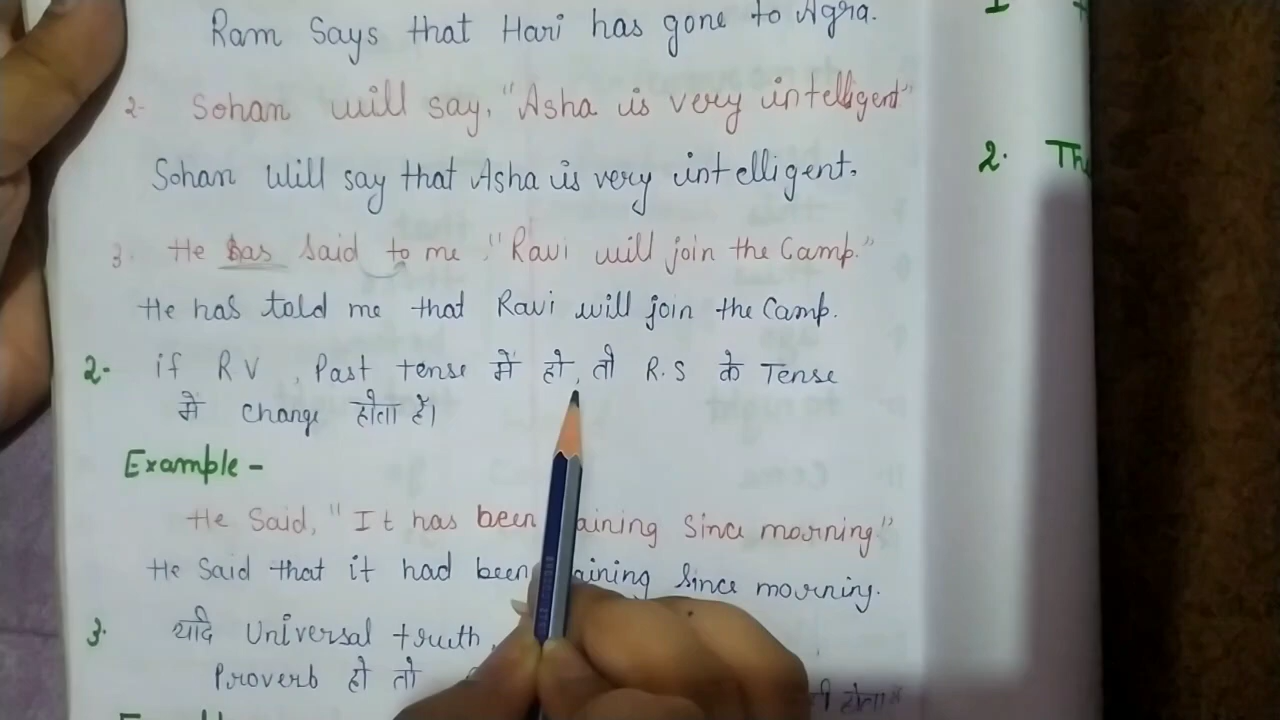 Ram Says that Hari has gone to Agra.
2- Sohan will say, "Asha is very intelligent"
Sohan Will say that Asha is very intelligent.
3. He has said to me, "Ravi will join the Camp."
He has told me that Ravi will join the Camp.
2- if RV, Past tense में हो, तो R.S के Tense
में change होता है।
Example -
He Said, "It has been since morning"
He Said that it had been since morning.
3. यदि Universal truth,
Proverb हो तो होता
2.